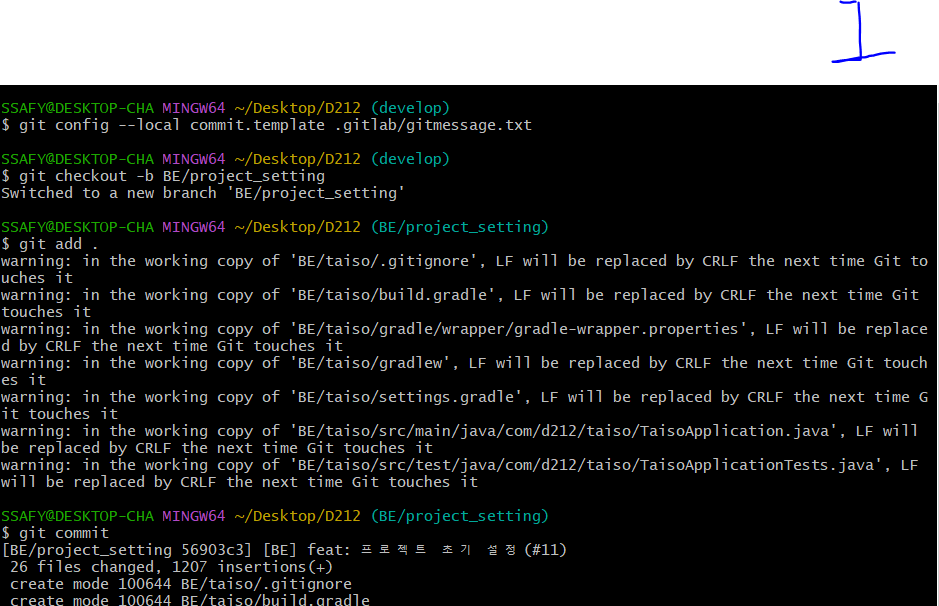 1
SSAFY@DESKTOP-CHA MINGW64 ~/Desktop/D212 (develop)
$ git config --local commit.template .gitlab/gitmessage.txt
SSAFY@DESKTOP-CHA MINGW64 ~/Desktop/D212 (develop)
$ git checkout -b BE/project_setting
Switched to a new branch 'BE/project_setting'
SSAFY@DESKTOP-CHA MINGW64 ~/Desktop/D212 (BE/project_setting)
$ git add .
warning: in the working copy of 'BE/taiso/.gitignore', LF will be replaced by CRLF the next time Git to
uches it
warning: in the working copy of 'BE/taiso/build.gradle', LF will be replaced by CRLF the next time Git
touches it
warning: in the working copy of 'BE/taiso/gradle/wrapper/gradle-wrapper.properties', LF will be replace
d by CRLF the next time Git touches it
warning: in the working copy of 'BE/taiso/gradlew', LF will be replaced by CRLF the next time Git touch
es it
warning: in the working copy of 'BE/taiso/settings.gradle', LF will be replaced by CRLF the next time G
it touches it
warning: in the working copy of 'BE/taiso/src/main/java/com/d212/taiso/TaisoApplication.java', LF will
be replaced by CRLF the next time Git touches it
warning: in the working copy of 'BE/taiso/src/test/java/com/d212/taiso/TaisoApplicationTests.java', LF
will be replaced by CRLF the next time Git touches it
SSAFY@DESKTOP-CHA MINGW64 ~/Desktop/D212 (BE/project_setting)
$ git commit
[BE/project_setting 56903c3] [BE] feat: 프로젝트 초기 설정 (#11)
26 files changed, 1207 insertions(+)
create mode 100644 BE/taiso/.gitignore
create mode 100644 BE/taiso/build.gradle